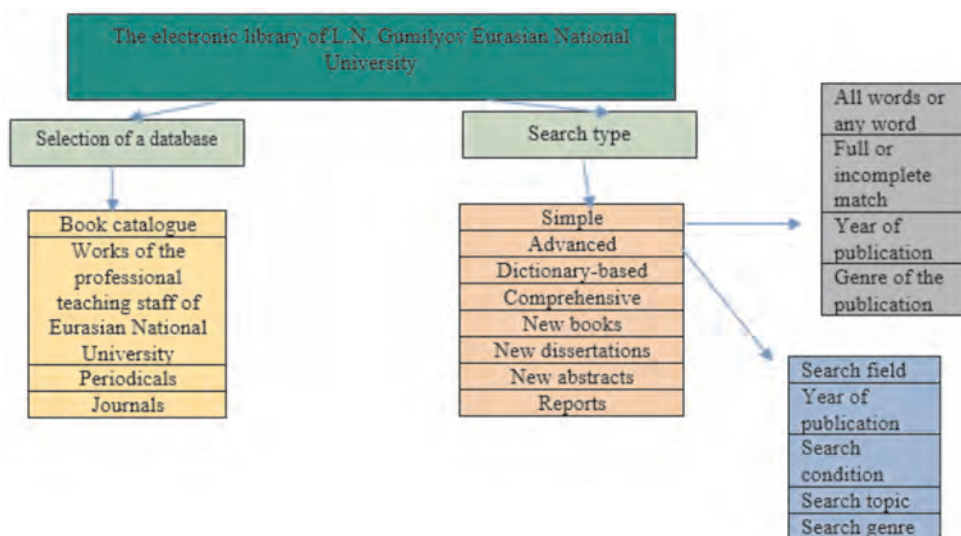 The electronic library of L.N. Gumilyov Eurasian National
University
Selection of a database
Search type
Book catalogue
Works of the
professional
teaching staff of
Eurasian National
University
Periodicals
Journals
Simple
Advanced
Dictionary-based
Comprehensive
New books
New dissertations
New abstracts
Reports
All words or
any word
Full or
incomplete
match
Year of
publication
Genre of the
publication
Search field
Year of
publication
Search
condition
Search topic
Search genre